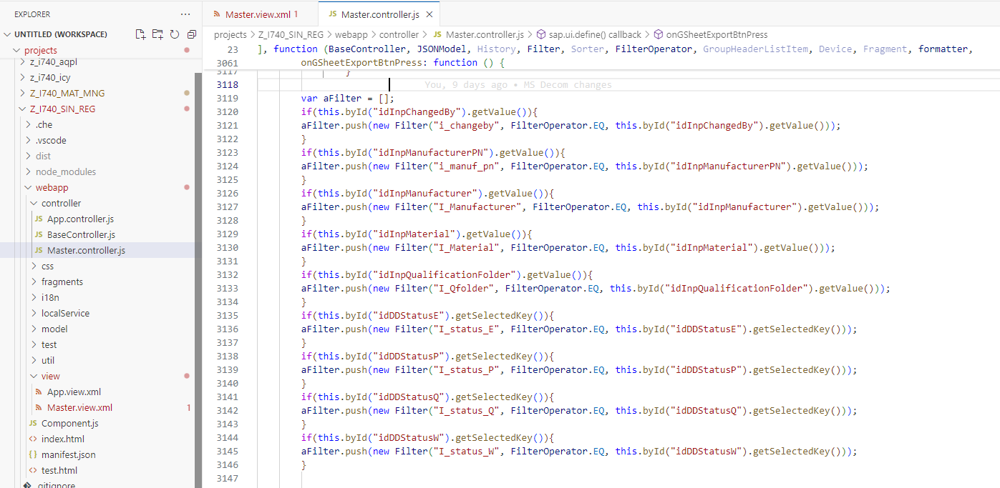 EXPLORER
UNTITLED (WORKSPACE)
projects
z_i740_aqpl
z_i740_icy
Z_I740_MAT_MNG
Z_I740_SIN_REG
.che
.vscode
dist
node_modules
webapp
controller
JS App.controller.js
JS BaseController.js
JS Master.controller.js
css
fragments
i18n
localService
model
test
util
view
App.view.xml
Master.view.xml 1
JS Component.js
<> index.html
{} manifest.json
<> test.html
.gitignore
Master.view.xml 1
JS Master.controller.js
projects > Z_I740_SIN_REG > webapp > controller > JS Master.controller.js > sap.ui.define() callback > onGSheetExportBtnPress
23 ], function (BaseController, JSONModel, History, Filter, Sorter, FilterOperator, GroupHeaderListItem, Device, Fragment, formatter,
3061 onGSheetExportBtnPress: function () {
3117 }
3118 You, 9 days ago • MS Decom changes
3119 var aFilter = [];
3120 if(this.byId("idInpChangedBy").getValue()){
3121 aFilter.push(new Filter("i_changeby", FilterOperator.EQ, this.byId("idInpChangedBy").getValue()));
3122 }
3123 if(this.byId("idInpManufacturerPN").getValue()){
3124 aFilter.push(new Filter("i_manuf_pn", FilterOperator.EQ, this.byId("idInpManufacturerPN").getValue()));
3125 }
3126 if(this.byId("idInpManufacturer").getValue()){
3127 aFilter.push(new Filter("I_Manufacturer", FilterOperator.EQ, this.byId("idInpManufacturer").getValue()));
3128 }
3129 if(this.byId("idInpMaterial").getValue()){
3130 aFilter.push(new Filter("I_Material", FilterOperator.EQ, this.byId("idInpMaterial").getValue()));
3131 }
3132 if(this.byId("idInpQualificationFolder").getValue()){
3133 aFilter.push(new Filter("I_Qfolder", FilterOperator.EQ, this.byId("idInpQualificationFolder").getValue()));
3134 }
3135 if(this.byId("idDDStatusE").getSelectedKey()){
3136 aFilter.push(new Filter("I_status_E", FilterOperator.EQ, this.byId("idDDStatusE").getSelectedKey()));
3137 }
3138 if(this.byId("idDDStatusP").getSelectedKey()){
3139 aFilter.push(new Filter("I_status_P", FilterOperator.EQ, this.byId("idDDStatusP").getSelectedKey()));
3140 }
3141 if(this.byId("idDDStatusQ").getSelectedKey()){
3142 aFilter.push(new Filter("I_status_Q", FilterOperator.EQ, this.byId("idDDStatusQ").getSelectedKey()));
3143 }
3144 if(this.byId("idDDStatusW").getSelectedKey()){
3145 aFilter.push(new Filter("I_status_W", FilterOperator.EQ, this.byId("idDDStatusW").getSelectedKey()));
3146 }
3147